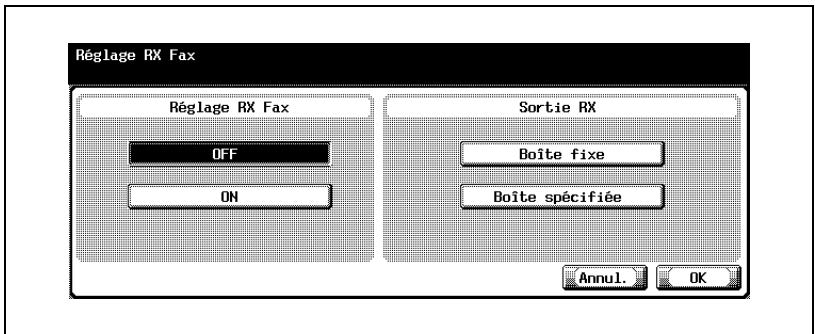 Réglage RX Fax
Réglage RX Fax
Sortie RX
OFF
Boîte fixe
ON
Boîte spécifiée
Annul.
OK